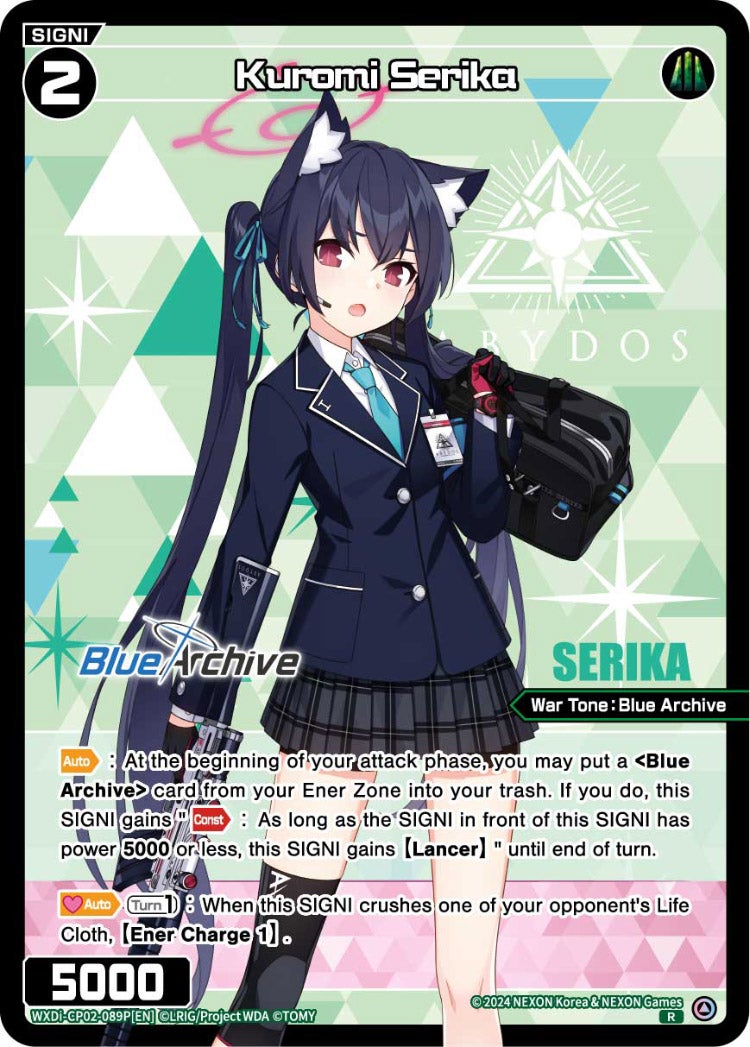 SIGNI
2
Kuromi Serika
ABYDOS
Blue Archive
SERIKA
War Tone:Blue Archive
Auto : At the beginning of your attack phase, you may put a <Blue
Archive> card from your Ener Zone into your trash. If you do, this
SIGNI gains " Const : As long as the SIGNI in front of this SIGNI has
power 5000 or less, this SIGNI gains 【Lancer】 " until end of turn.
Auto Turn 1 : When this SIGNI crushes one of your opponent's Life
Cloth, 【Ener Charge 1】 .
5000
©2024 NEXON Korea & NEXON Games
WXDi-CP02-089P[EN] ©LRIG/Project WDA ©TOMY
R